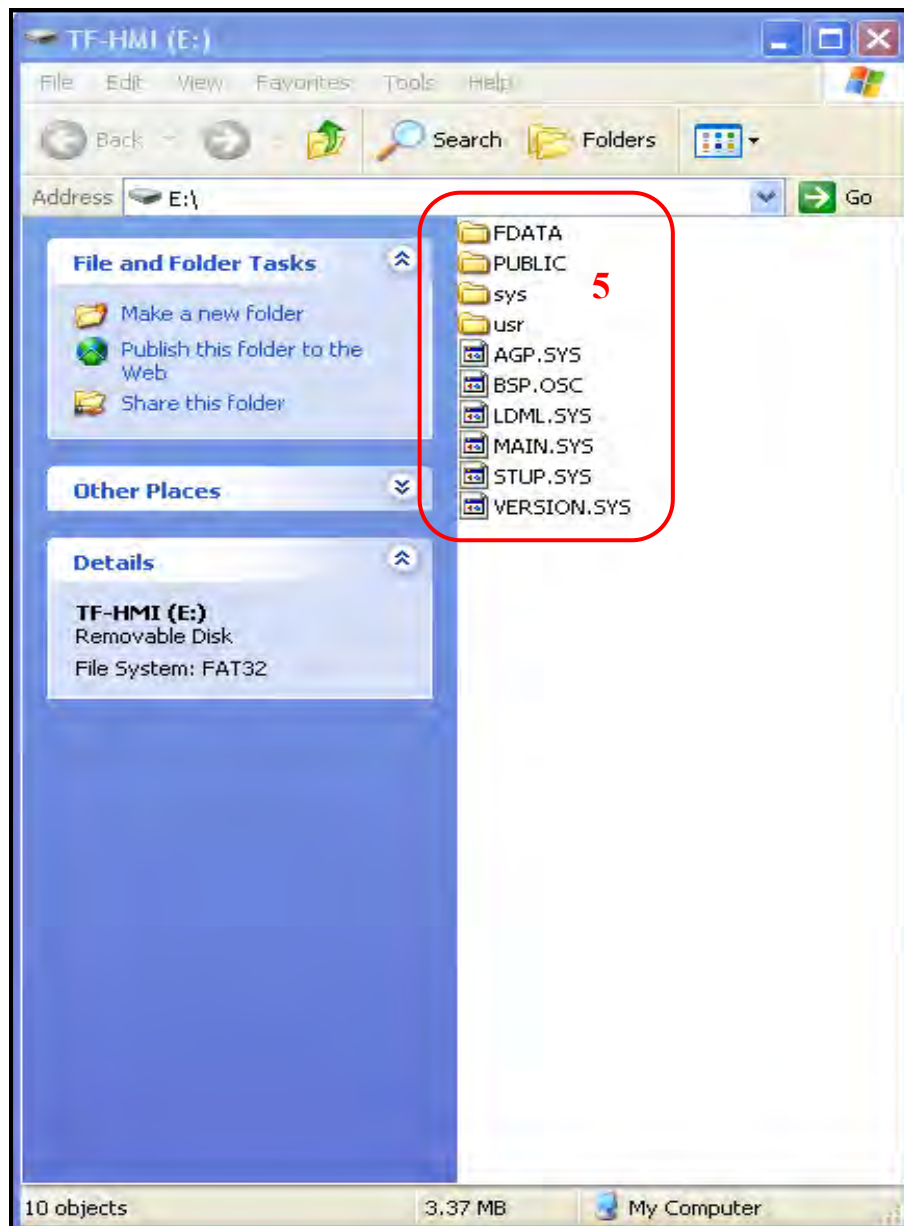 TF-HMI (E:)
File Edit View Favorites Tools Help
Back Search Folders
Address E:\ Go
File and Folder Tasks
Make a new folder
Publish this folder to the
Web
Share this folder
Other Places
Details
TF-HMI (E:)
Removable Disk
File System: FAT32
FDATA
PUBLIC
sys
5
usr
AGP.SYS
BSP.OSC
LDML.SYS
MAIN.SYS
STUP.SYS
VERSION.SYS
10 objects 3.37 MB My Computer